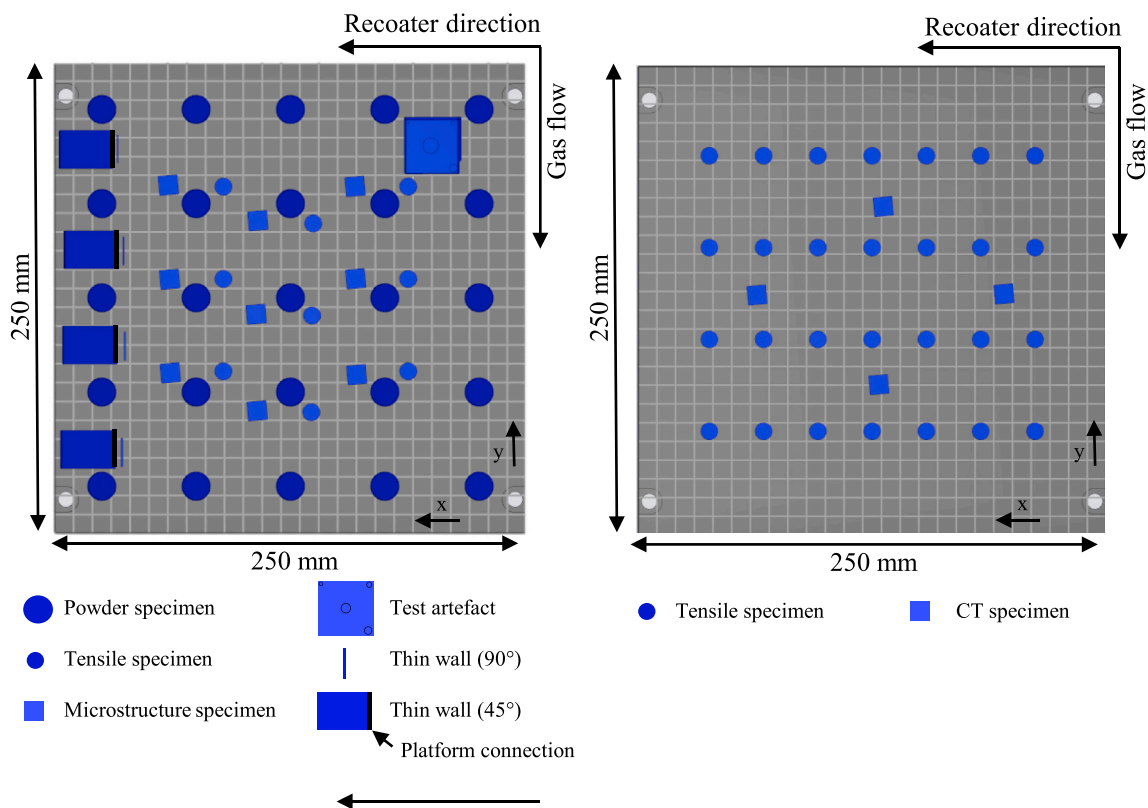 Recoater direction
Gas flow
250 mm
y
x
250 mm
Powder specimen
Tensile specimen
Microstructure specimen
Test artefact
Thin wall (90°)
Thin wall (45°)
Platform connection
Recoater direction
Gas flow
250 mm
y
x
250 mm
Tensile specimen
CT specimen